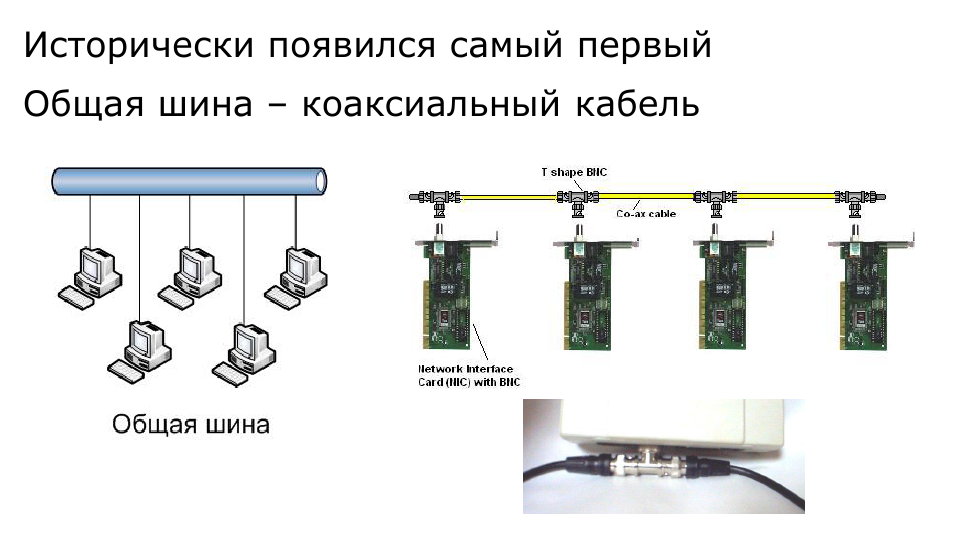 Исторически появился самый первый
Общая шина – коаксиальный кабель
T shape BNC
Co-ax cable
Network Interface
Card (NIC) with BNC
Общая шина